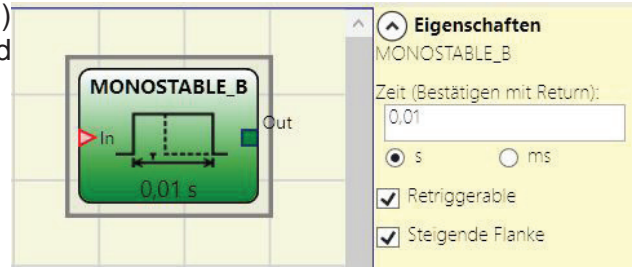 )
d
MONOSTABLE_B
In
Out
0,01 s
Eigenschaften
MONOSTABLE_B
Zeit (Bestätigen mit Return):
0,01
s
ms
Retriggerable
Steigende Flanke